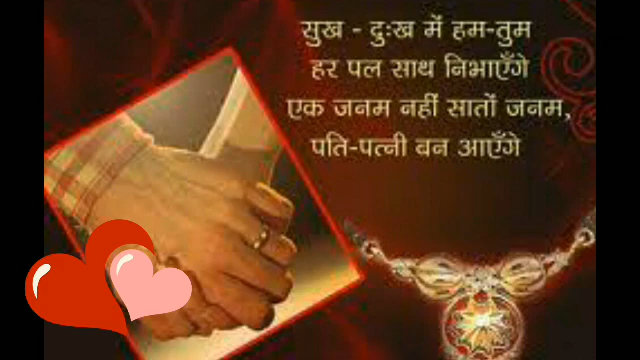 सुख - दुःख में हम-तुम
हर पल साथ निभाएँगे
एक जनम नहीं सातों जनम,
पति-पत्नी बन आएँगे